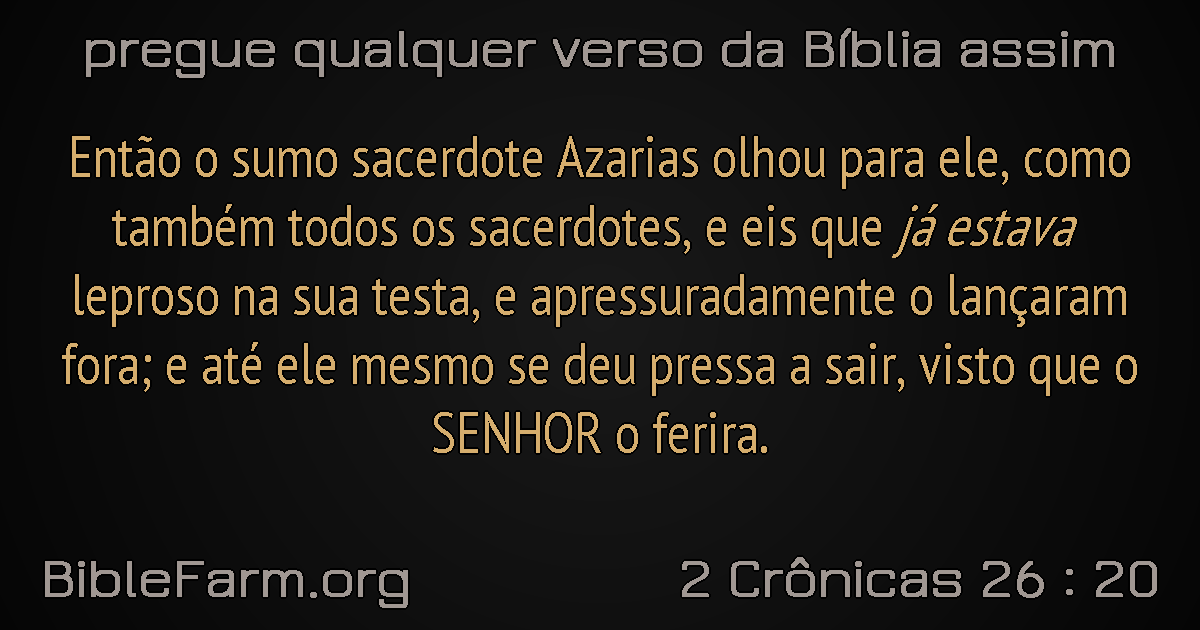 pregue qualquer verso da Bíblia assim
Então o sumo sacerdote Azarias olhou para ele, como
também todos os sacerdotes, e eis que já estava
leproso na sua testa, e apressuradamente o lançaram
fora; e até ele mesmo se deu pressa a sair, visto que o
SENHOR o ferira.
BibleFarm.org
2 Crônicas 26 : 20